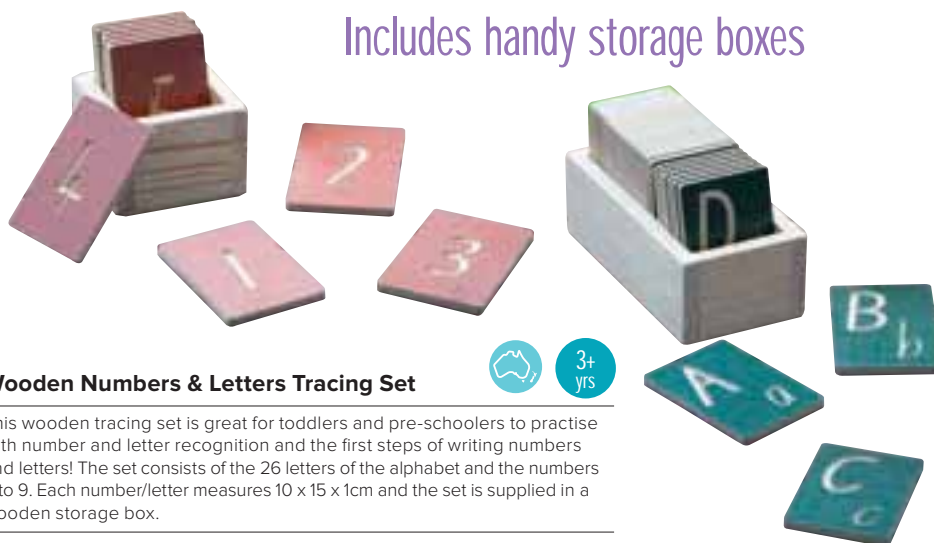 Includes handy storage boxes
2
1
3
D
B b
A a
C c
Wooden Numbers & Letters Tracing Set
3+
yrs
his wooden tracing set is great for toddlers and pre-schoolers to practise
th number and letter recognition and the first steps of writing numbers
nd letters! The set consists of the 26 letters of the alphabet and the numbers
to 9. Each number/letter measures 10 x 15 x 1cm and the set is supplied in a
ooden storage box.